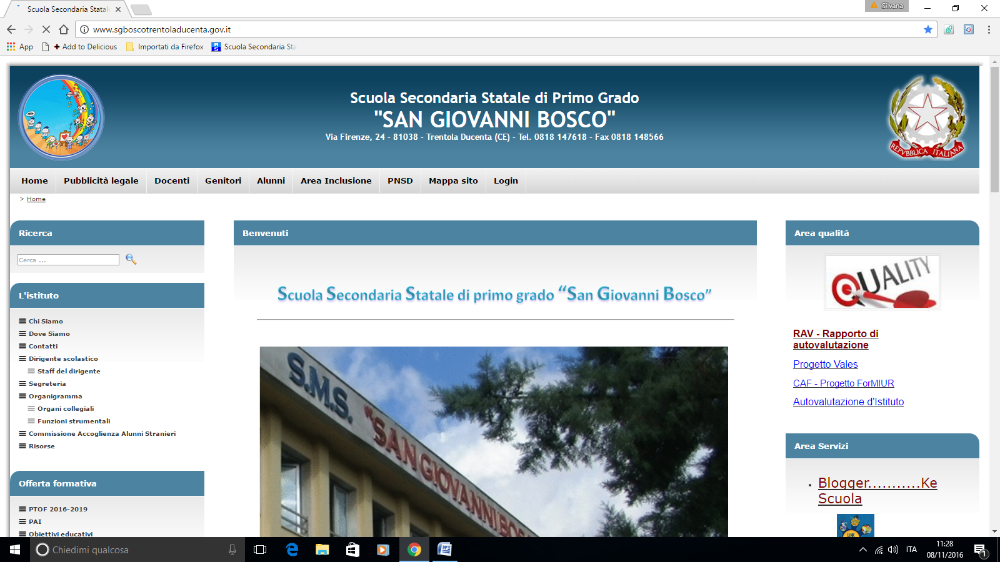 Scuola Secondaria Statale
Silvana
www.sgboscotrentoladucenta.gov.it
App
Add to Delicious
Importati da Firefox
Scuola Secondaria Sta
Scuola Secondaria Statale di Primo Grado
"SAN GIOVANNI BOSCO"
Via Firenze, 24 - 81038 - Trentola Ducenta (CE) - Tel. 0818 147618 - Fax 0818 148566
REPVBBLICA ITALIANA
Home
Pubblicità legale
Docenti
Genitori
Alunni
Area Inclusione
PNSD
Mappa sito
Login
> Home
Ricerca
Cerca ...
L'istituto
Chi Siamo
Dove Siamo
Contatti
Dirigente scolastico
Staff del dirigente
Segreteria
Organigramma
Organi collegiali
Funzioni strumentali
Commissione Accoglienza Alunni Stranieri
Risorse
Offerta formativa
PTOF 2016-2019
PAI
Obiettivi educativi
Benvenuti
Scuola Secondaria Statale di primo grado “San Giovanni Bosco”
S.M.S. "SAN GIOVANNI BOS
Area qualità
QUALITY
RAV - Rapporto di
autovalutazione
Progetto Vales
CAF - Progetto ForMIUR
Autovalutazione d'Istituto
Area Servizi
Blogger...........Ke
Scuola
LINK
Chiedimi qualcosa
ITA
11:28
08/11/2016
1